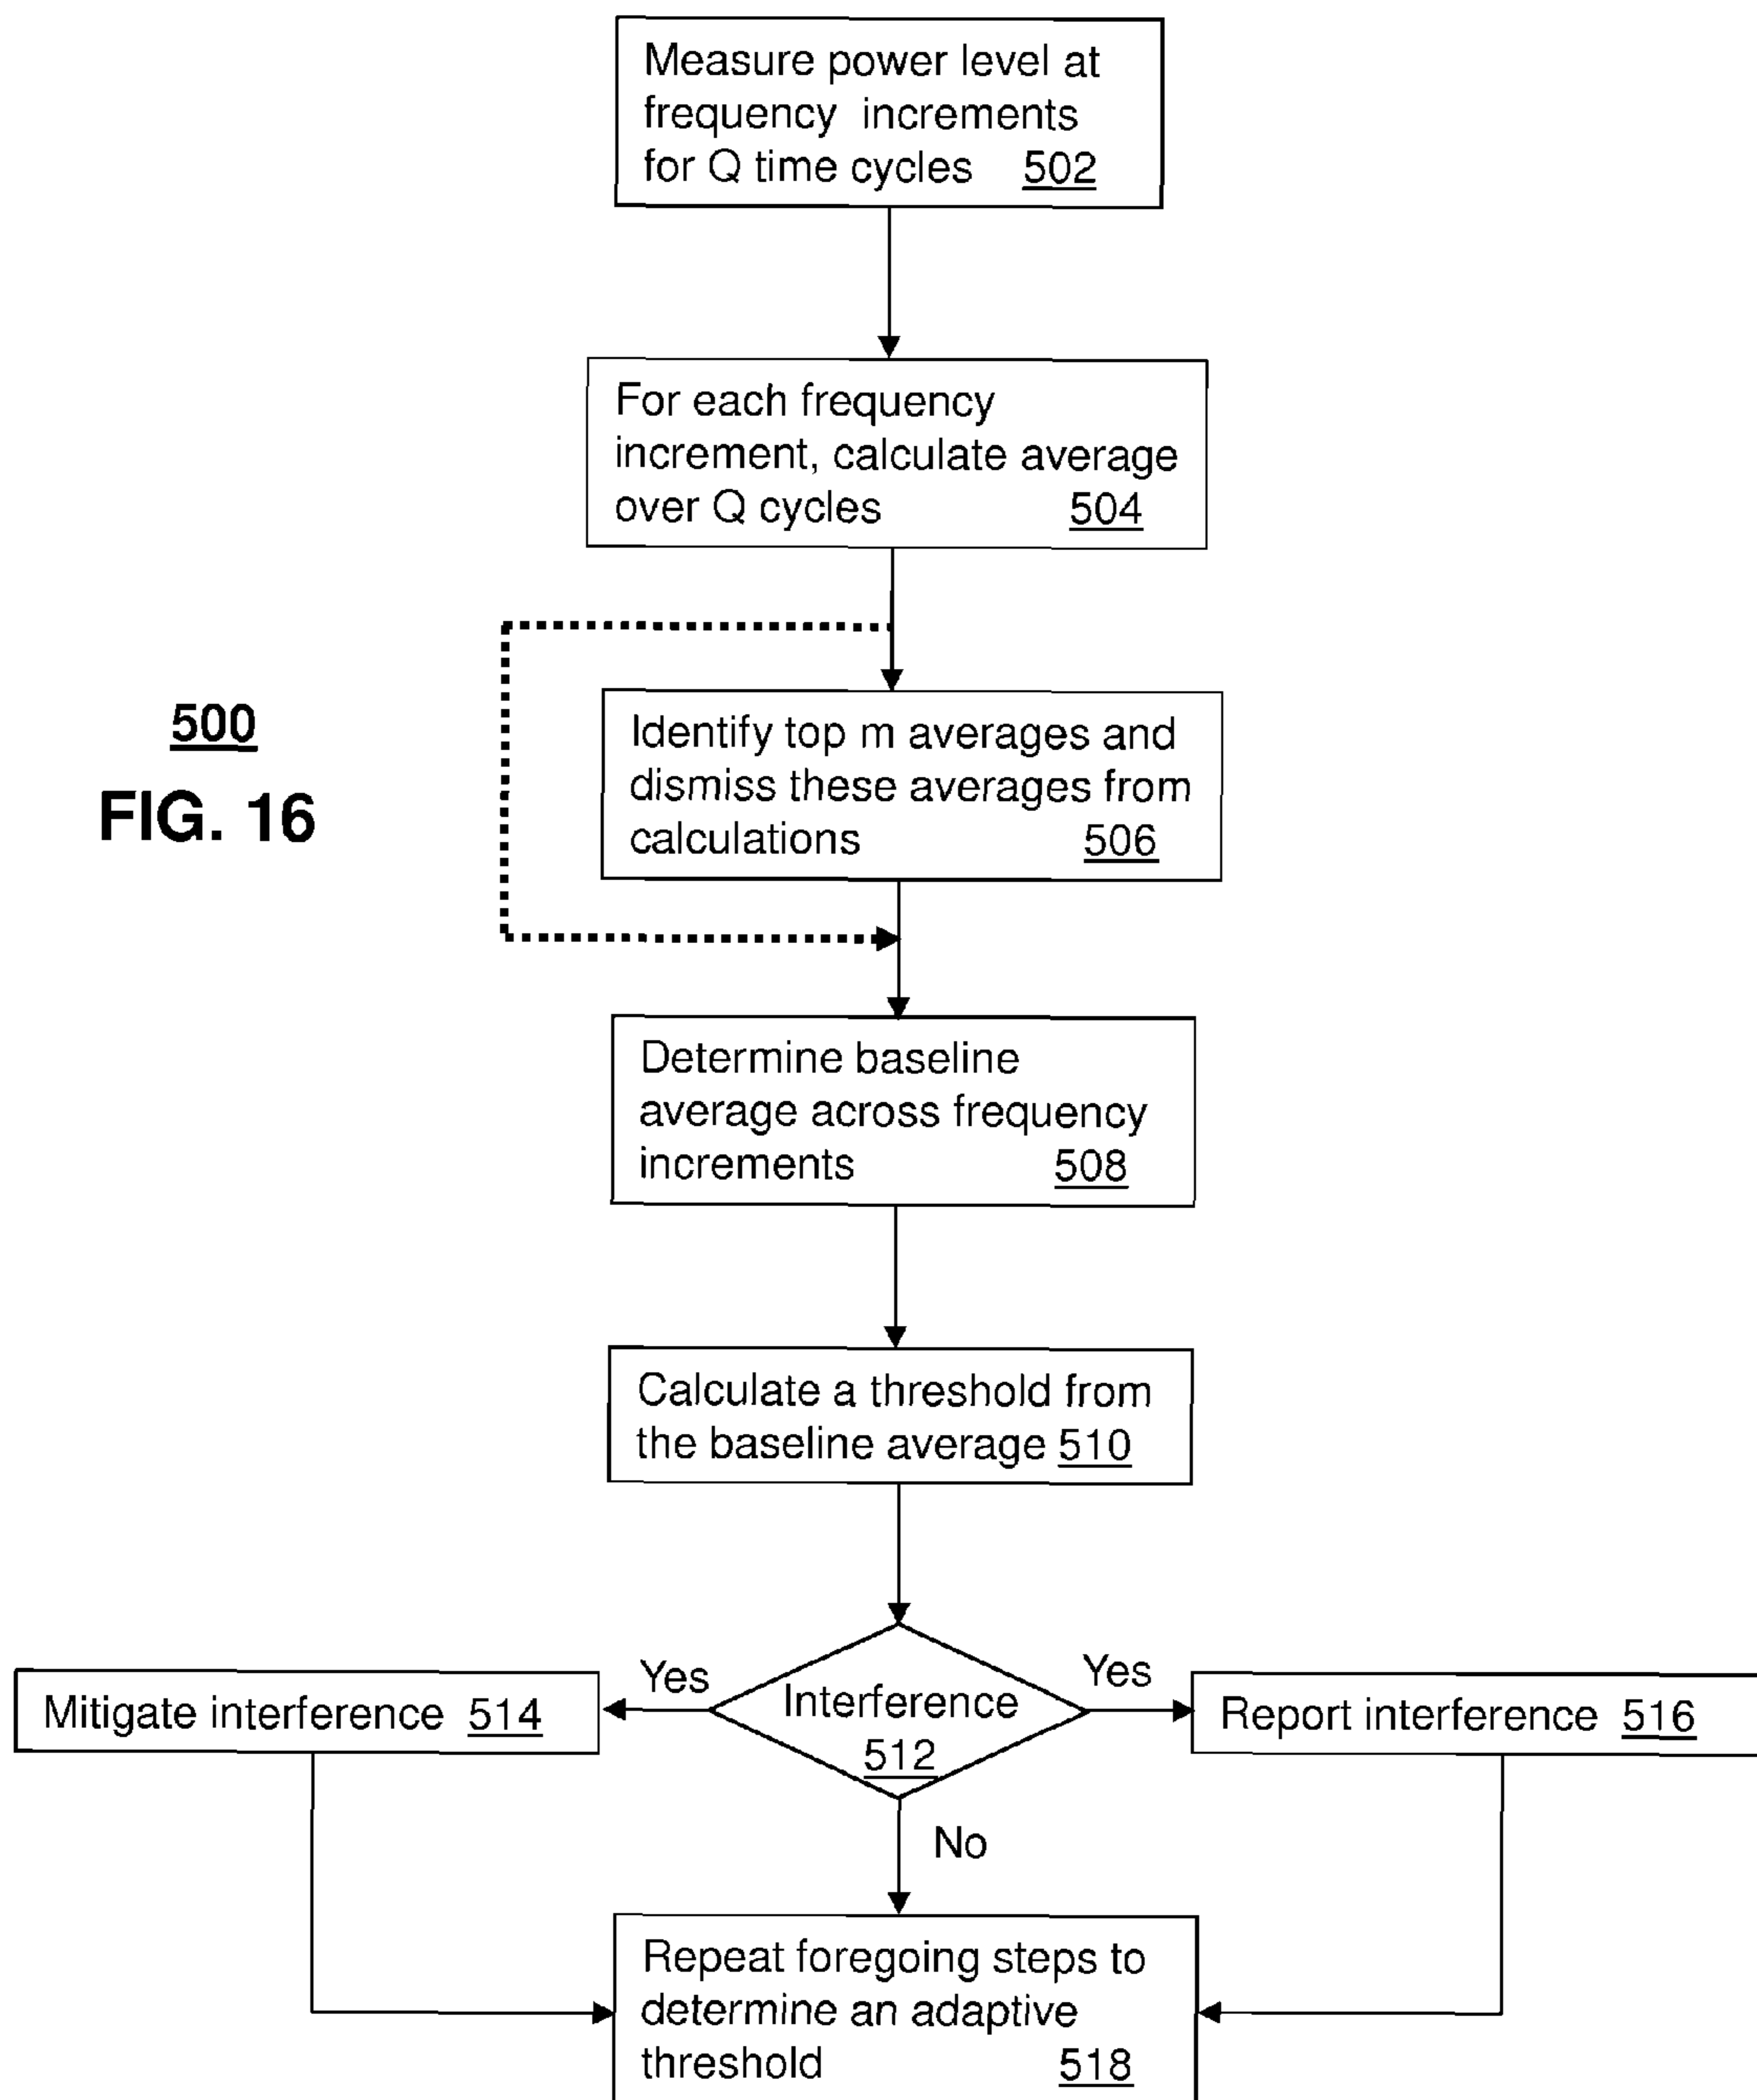 Measure power level at
frequency increments
for Q time cycles 502
For each frequency
increment, calculate average
over Q cycles 504
500
FIG. 16
Identify top m averages and
dismiss these averages from
calculations 506
Determine baseline
average across frequency
increments 508
Calculate a threshold from
the baseline average 510
Yes
Yes
Mitigate interference 514
Interference
512
Report interference 516
No
Repeat foregoing steps to
determine an adaptive
threshold 518